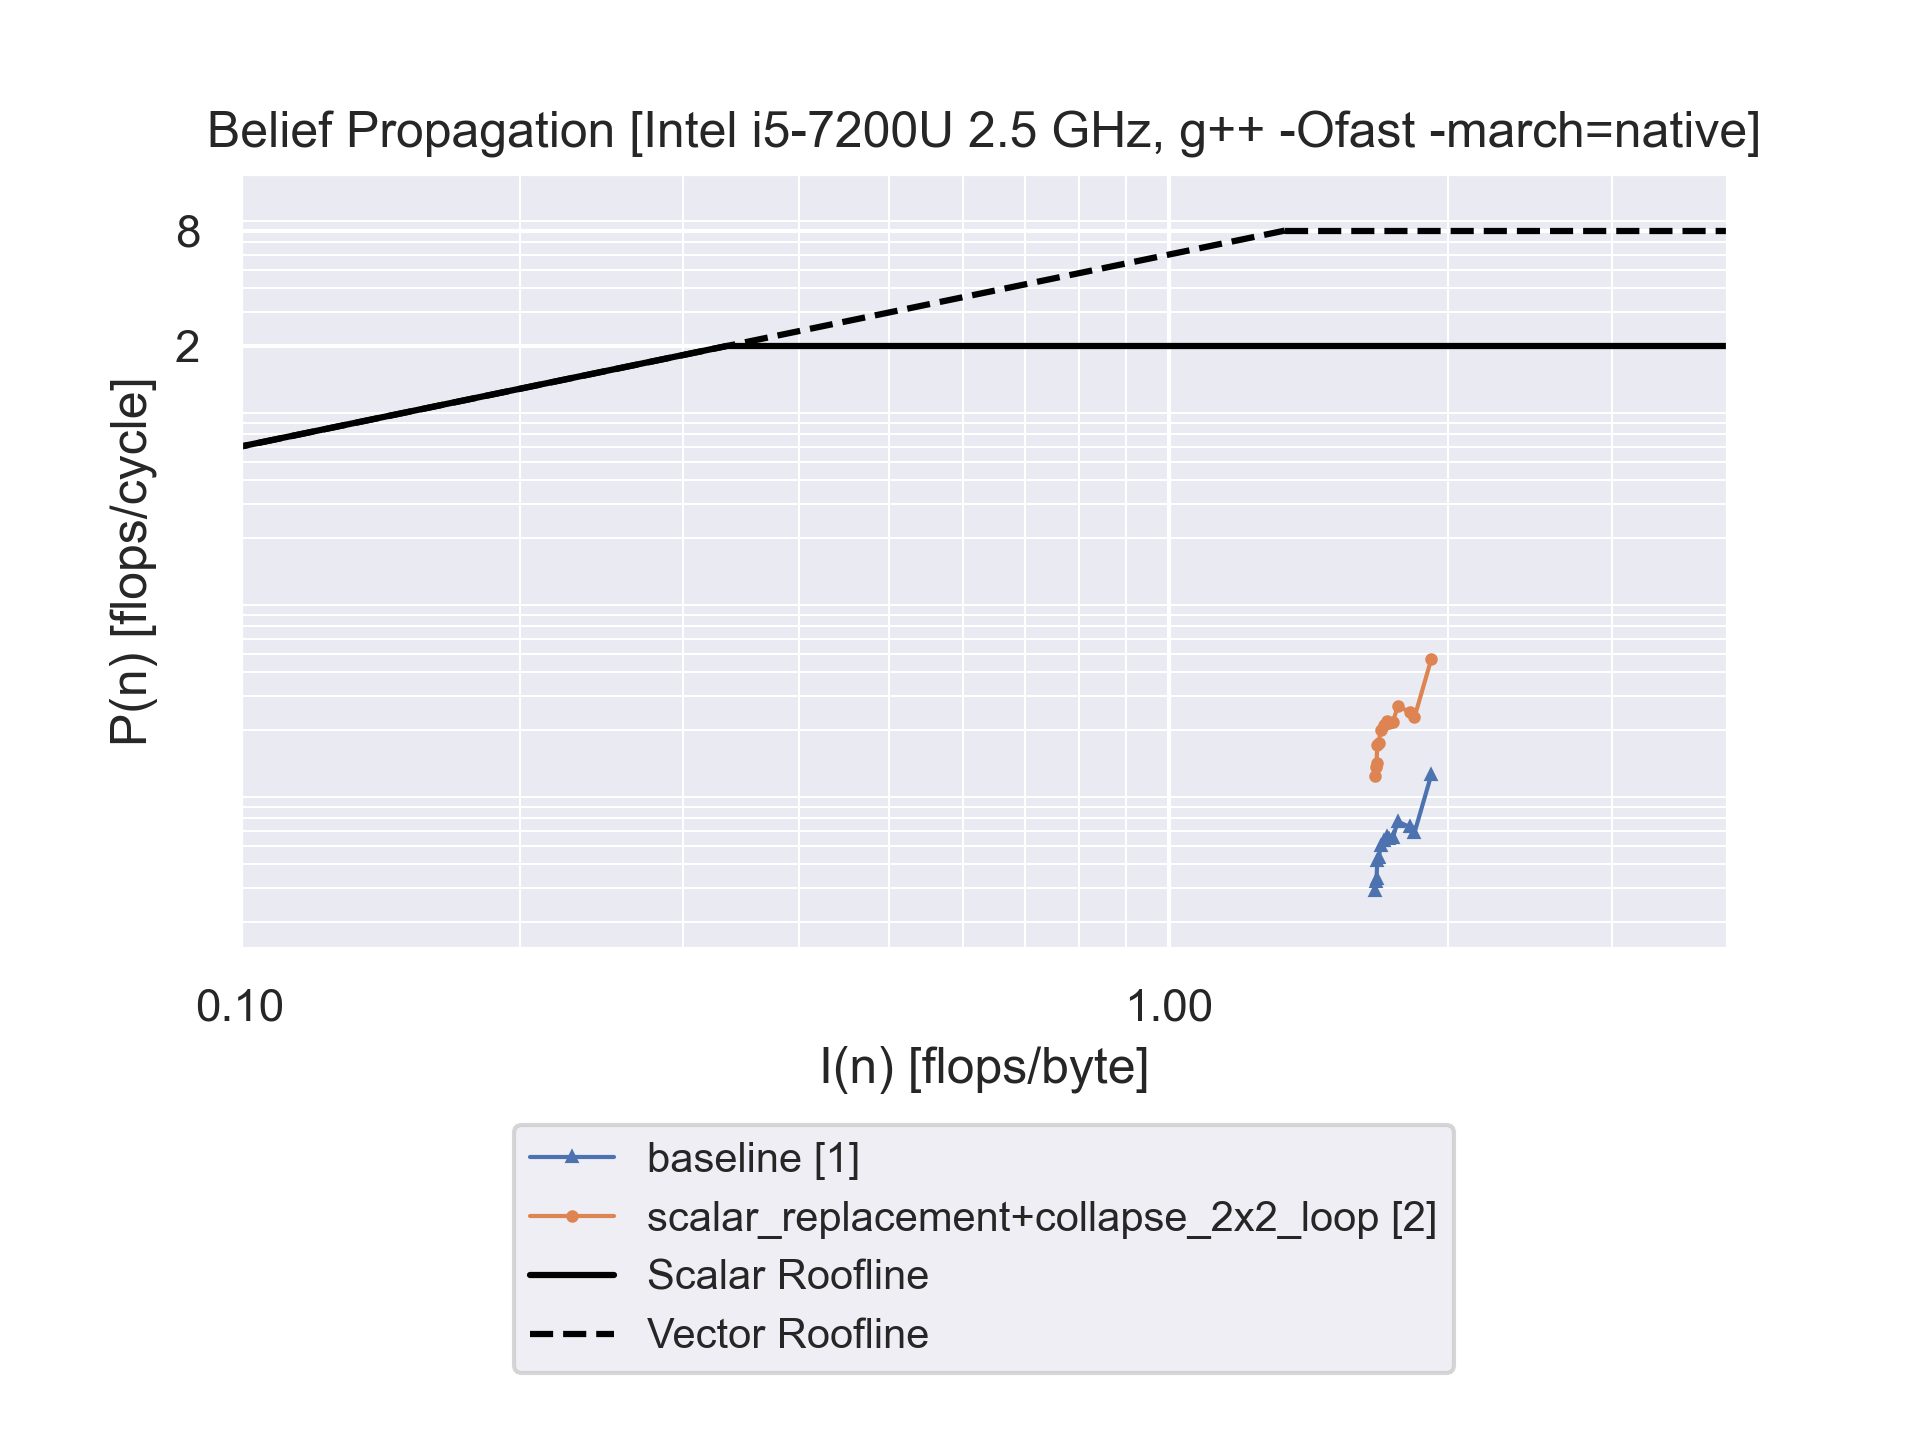 Belief Propagation [Intel i5-7200U 2.5 GHz, g++ -Ofast -march=native]
8
2
P(n) [flops/cycle]
0.10
1.00
I(n) [flops/byte]
baseline [1]
scalar_replacement+collapse_2x2_loop [2]
Scalar Roofline
Vector Roofline